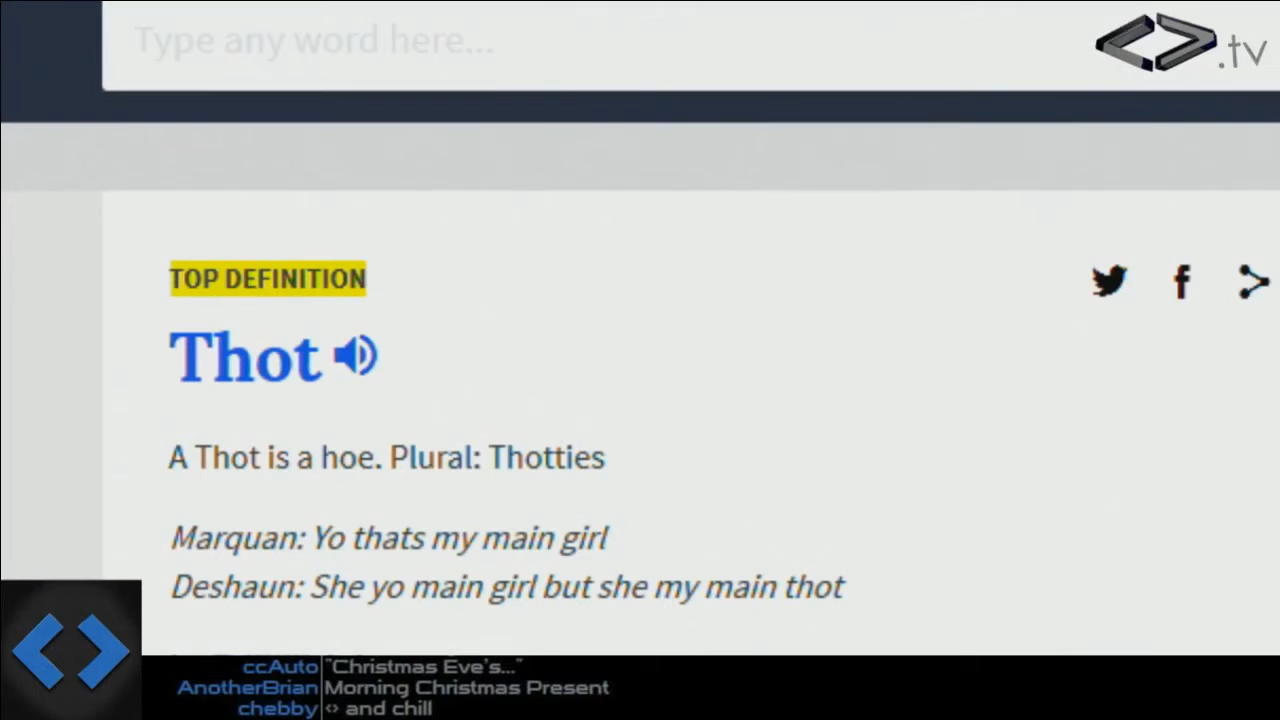 Type any word here...
.tv
TOP DEFINITION
Thot
A Thot is a hoe. Plural: Thotties
Marquan: Yo thats my main girl
Deshaun: She yo main girl but she my main thot
ccAuto "Christmas Eve's..."
AnotherBrian Morning Christmas Present
chebby <> and chill